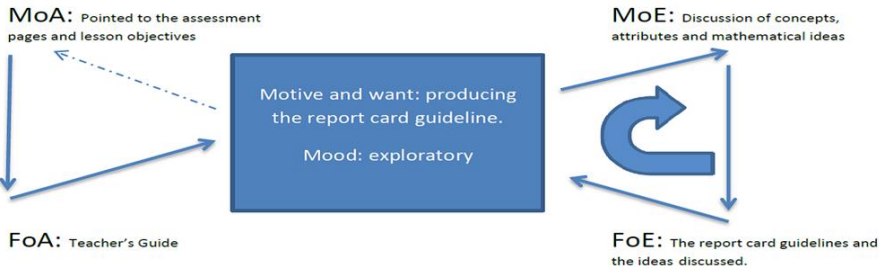 MoA: Pointed to the assessment
pages and lesson objectives
MoE: Discussion of concepts,
attributes and mathematical ideas
Motive and want: producing
the report card guideline.
Mood: exploratory
FoA: Teacher's Guide
FoE: The report card guidelines and
the ideas discussed.